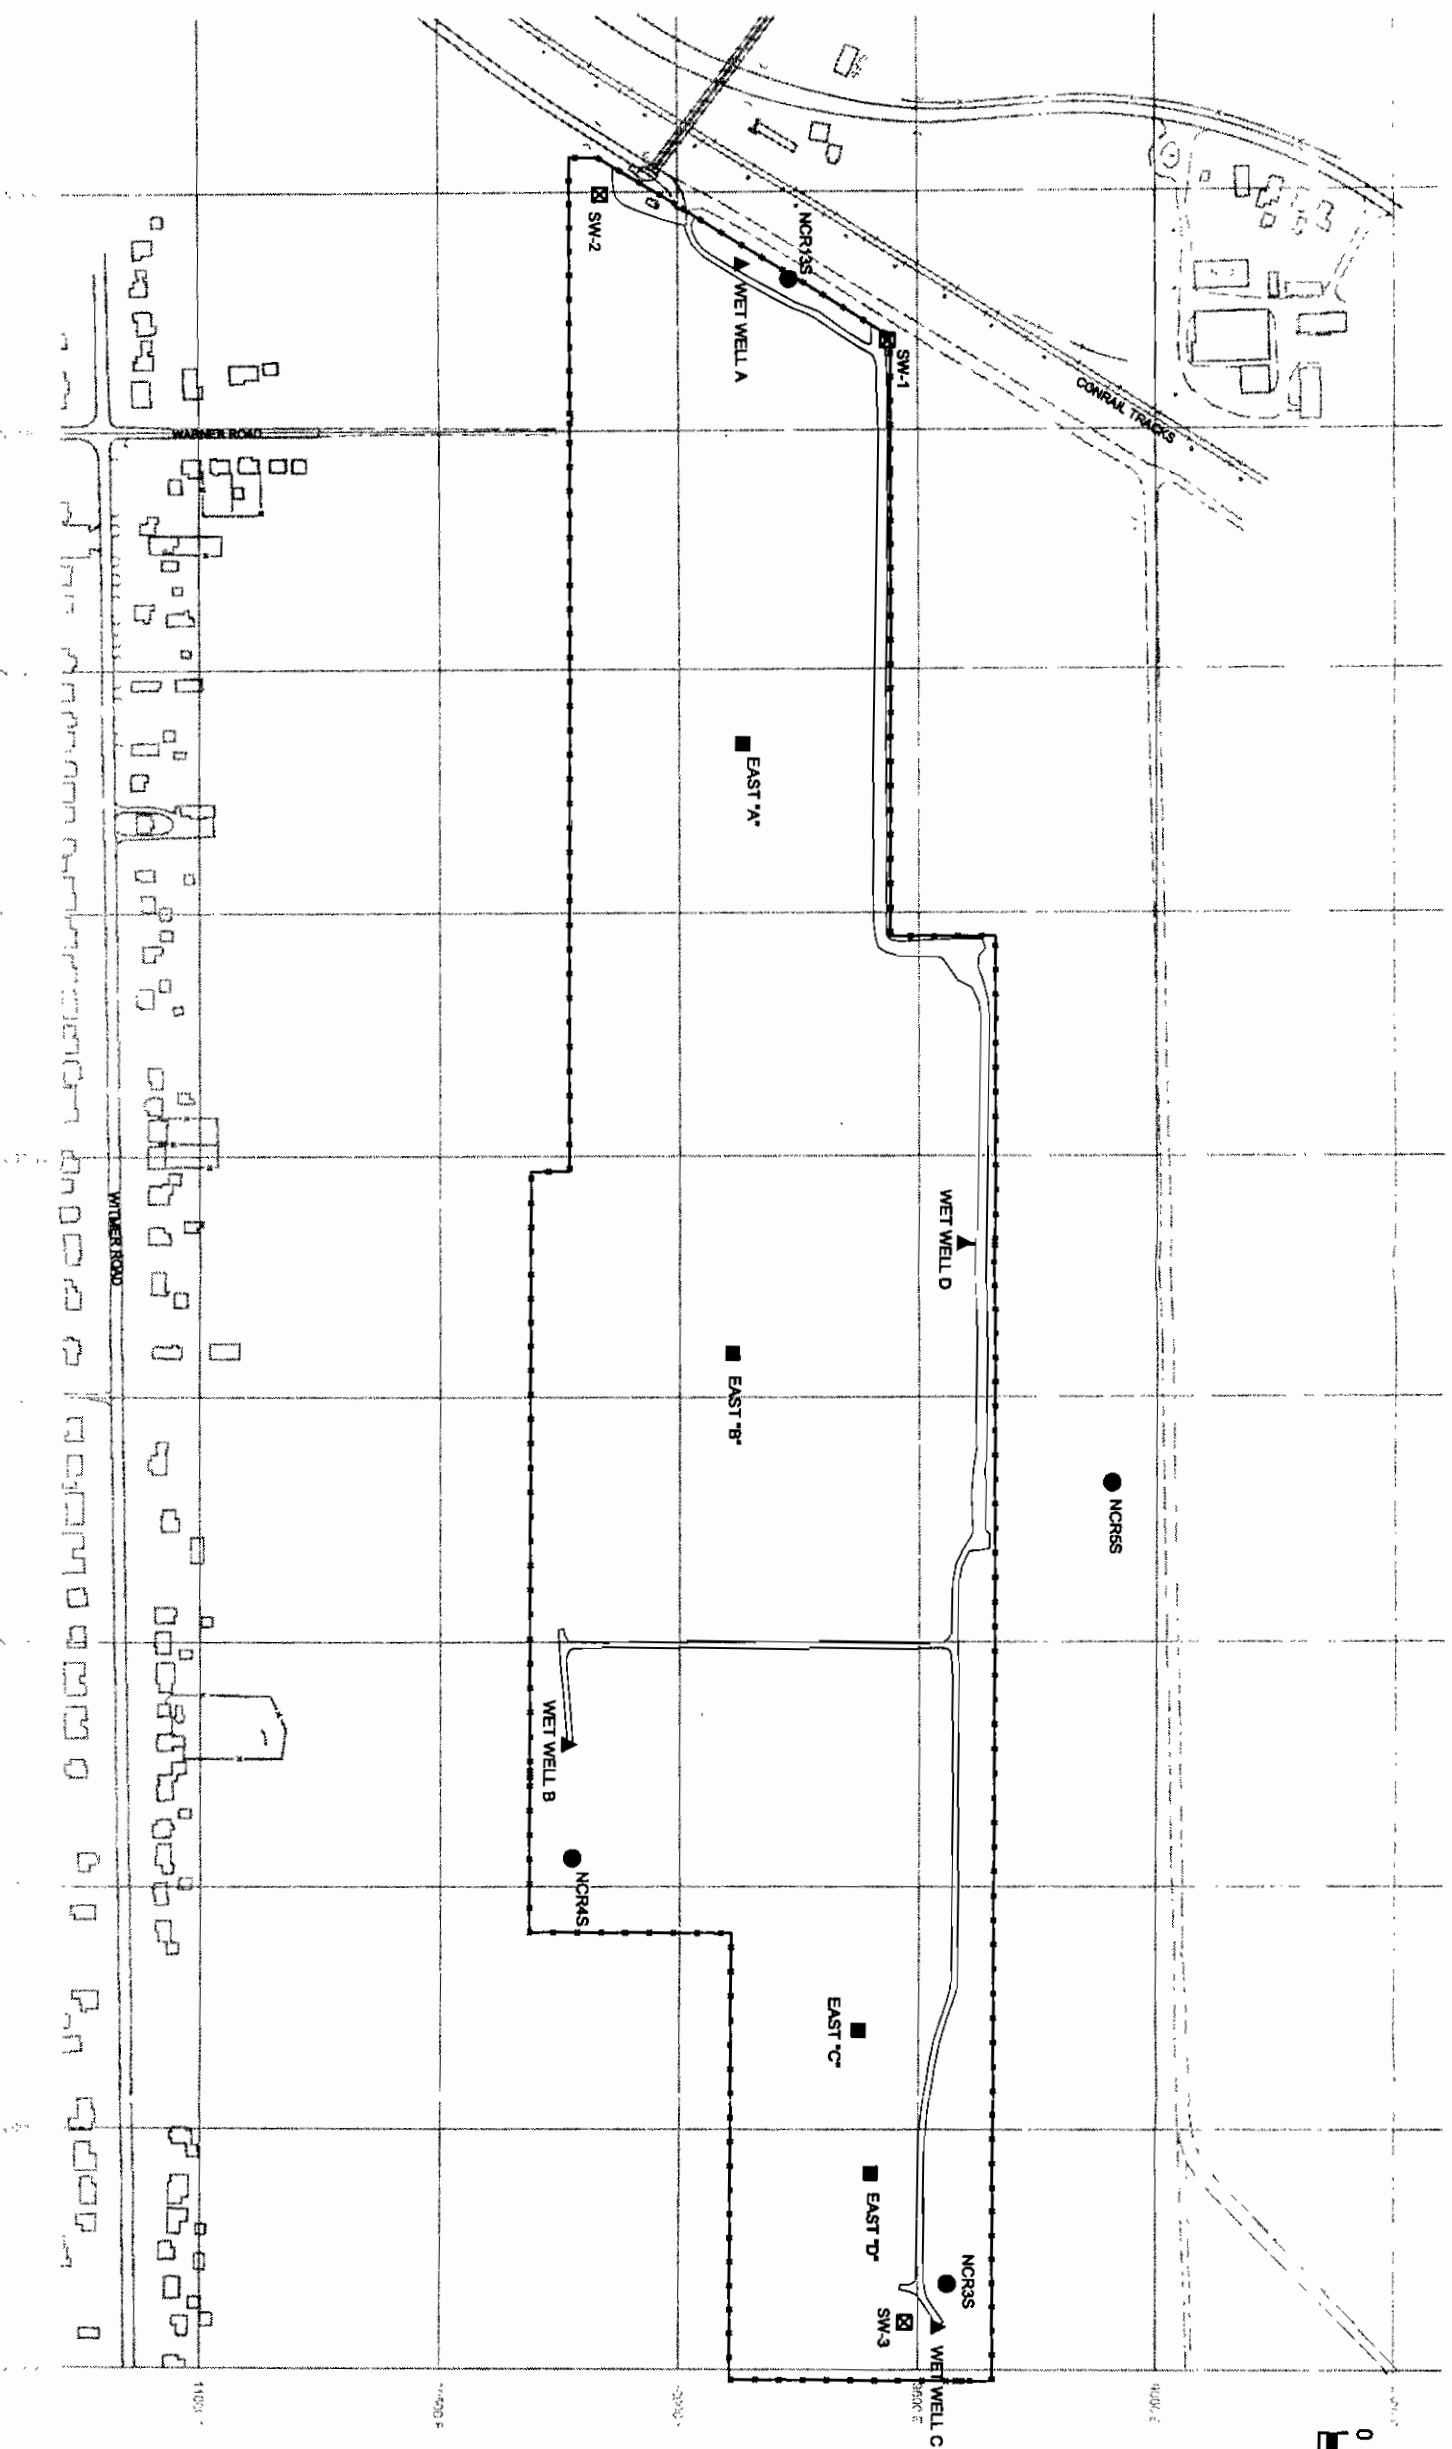 CONRAIL TRACKS
NCR13S
SW-1
SW-2
WET WELL A
WARNER ROAD
EAST "A"
WET WELL D
EAST "B"
NCR5S
WITMER ROAD
WET WELL B
NCR4S
EAST "C"
EAST "D"
NCR3S
SW-3
WET WELL C
0